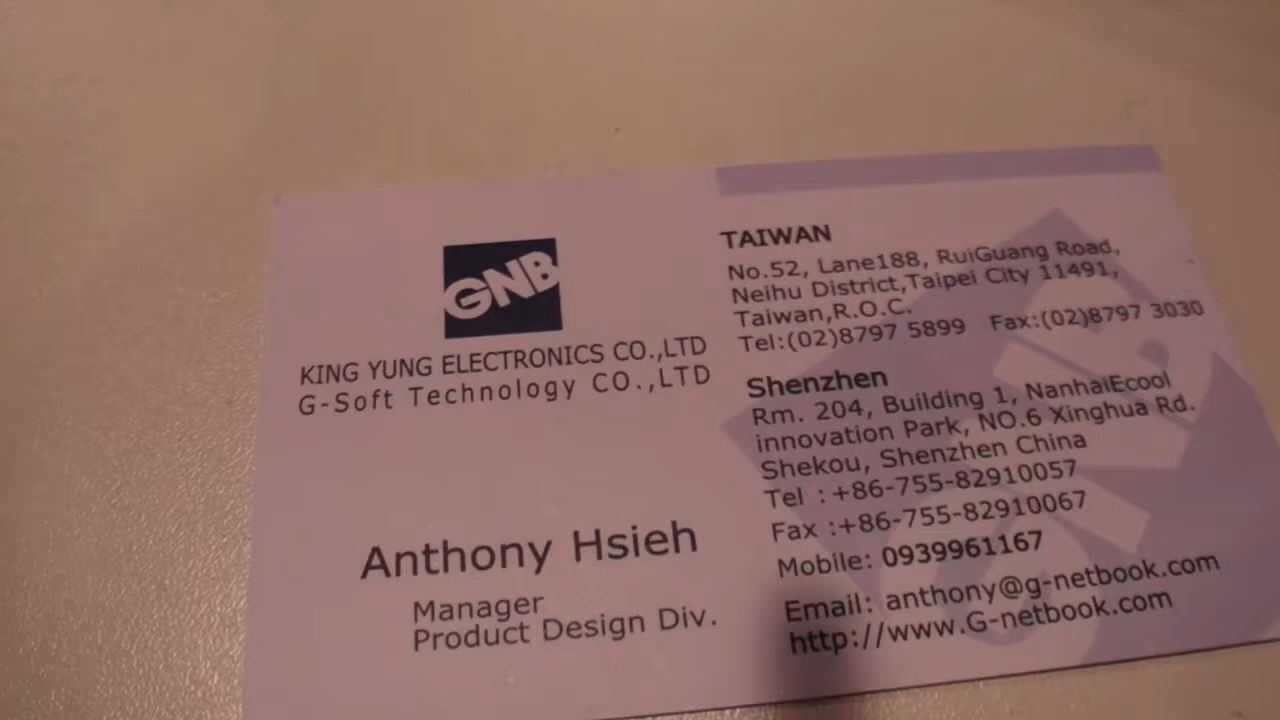 GNB
KING YUNG ELECTRONICS CO.,LTD
G-Soft Technology CO.,LTD
Anthony Hsieh
Manager
Product Design Div.
TAIWAN
No.52, Lane188, RuiGuang Road,
Neihu District,Taipei City 11491,
Taiwan,R.O.C.
Tel:(02)8797 5899 Fax:(02)8797 3030
Shenzhen
Rm. 204, Building 1, NanhaiEcool
innovation Park, NO.6 Xinghua Rd.
Shekou, Shenzhen China
Tel :+86-755-82910057
Fax :+86-755-82910067
Mobile: 0939961167
Email: anthony@g-netbook.com
http://www.G-netbook.com